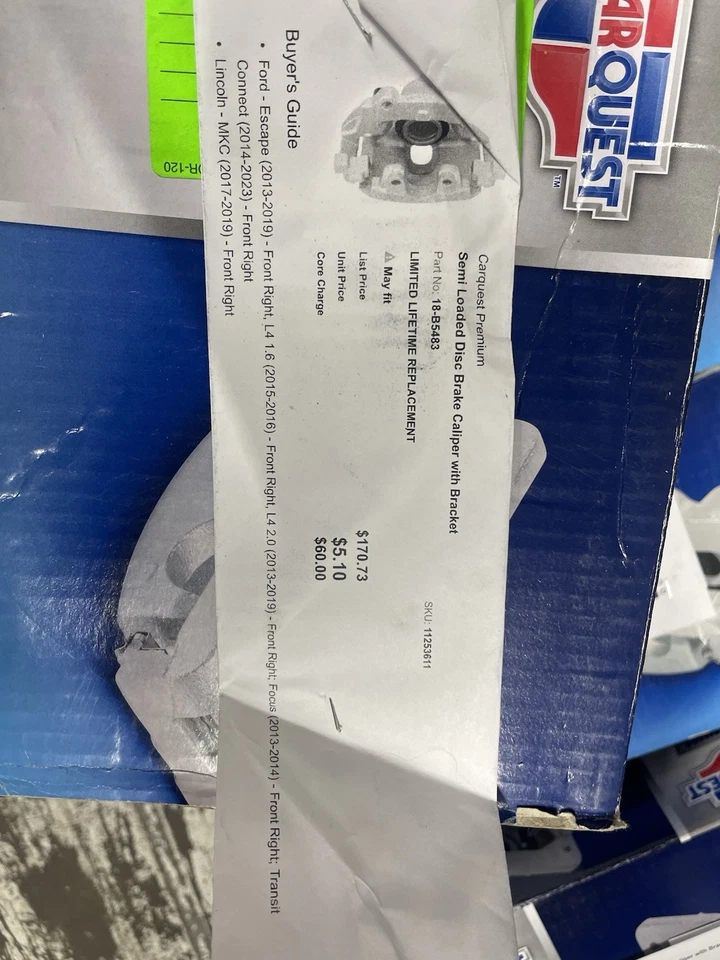 ARQUEST
TM
OR-120
Carquest Premium
Semi Loaded Disc Brake Caliper with Bracket
Part No: 18-B5483
SKU: 11253611
LIMITED LIFETIME REPLACEMENT
May fit
List Price $170.73
Unit Price $5.10
Core Charge $60.00
Buyer's Guide
• Ford - Escape (2013-2019) - Front Right, L4 1.6 (2015-2016) - Front Right, L4 2.0 (2013-2019) - Front Right; Focus (2013-2014) - Front Right; Transit
Connect (2014-2023) - Front Right
• Lincoln - MKC (2017-2019) - Front Right
EST